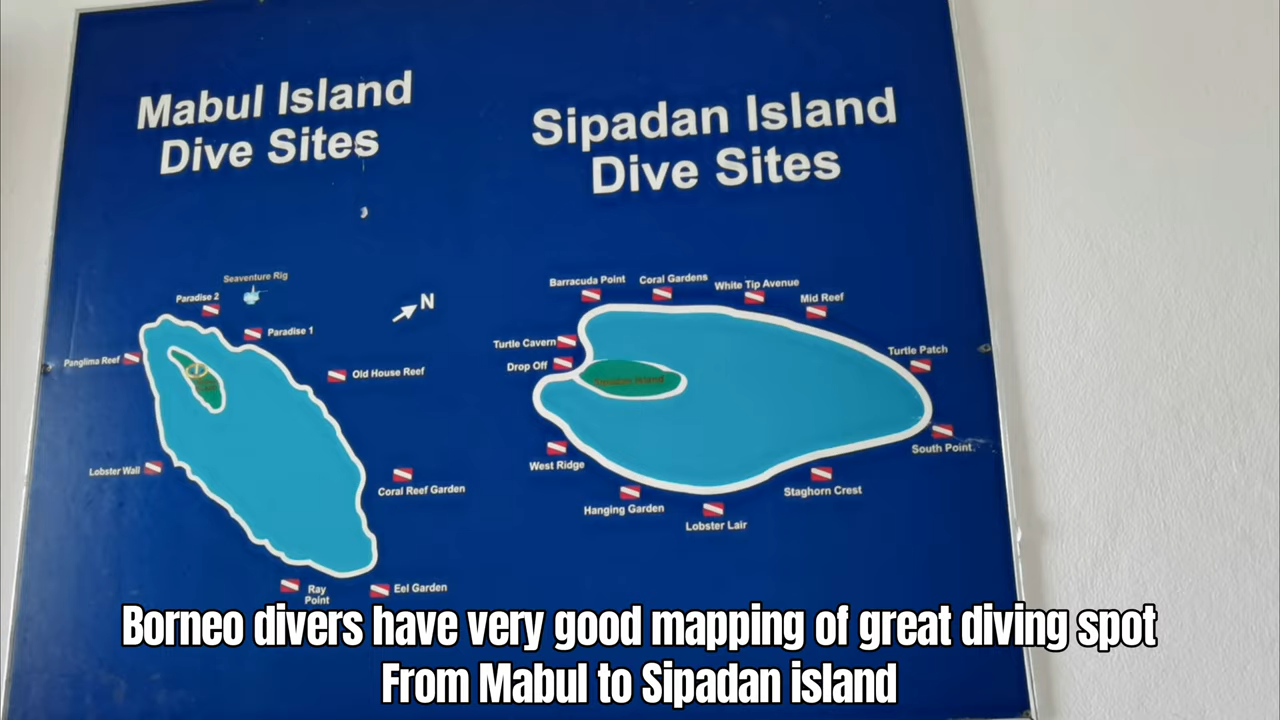 Mabul Island
Dive Sites
Sipadan Island
Dive Sites
Seaventure Rig
Paradise 2
Paradise 1
N
Panglima Reef
Old House Reef
Lobster Wall
Coral Reef Garden
Ray
Point
Eel Garden
Barracuda Point
Coral Gardens
White Tip Avenue
Mid Reef
Turtle Cavern
Drop Off
Turtle Patch
Sipadan Island
South Point
West Ridge
Staghorn Crest
Hanging Garden
Lobster Lair
Borneo divers have very good mapping of great diving spot
From Mabul to Sipadan island